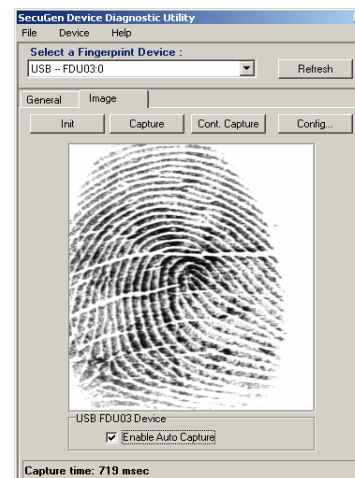 SecuGen Device Diagnostic Utility
File Device Help
Select a Fingerprint Device :
USB -- FDU03:0 Refresh
General Image
Init Capture Cont. Capture Config...
USB FDU03 Device
Enable Auto Capture
Capture time: 719 msec